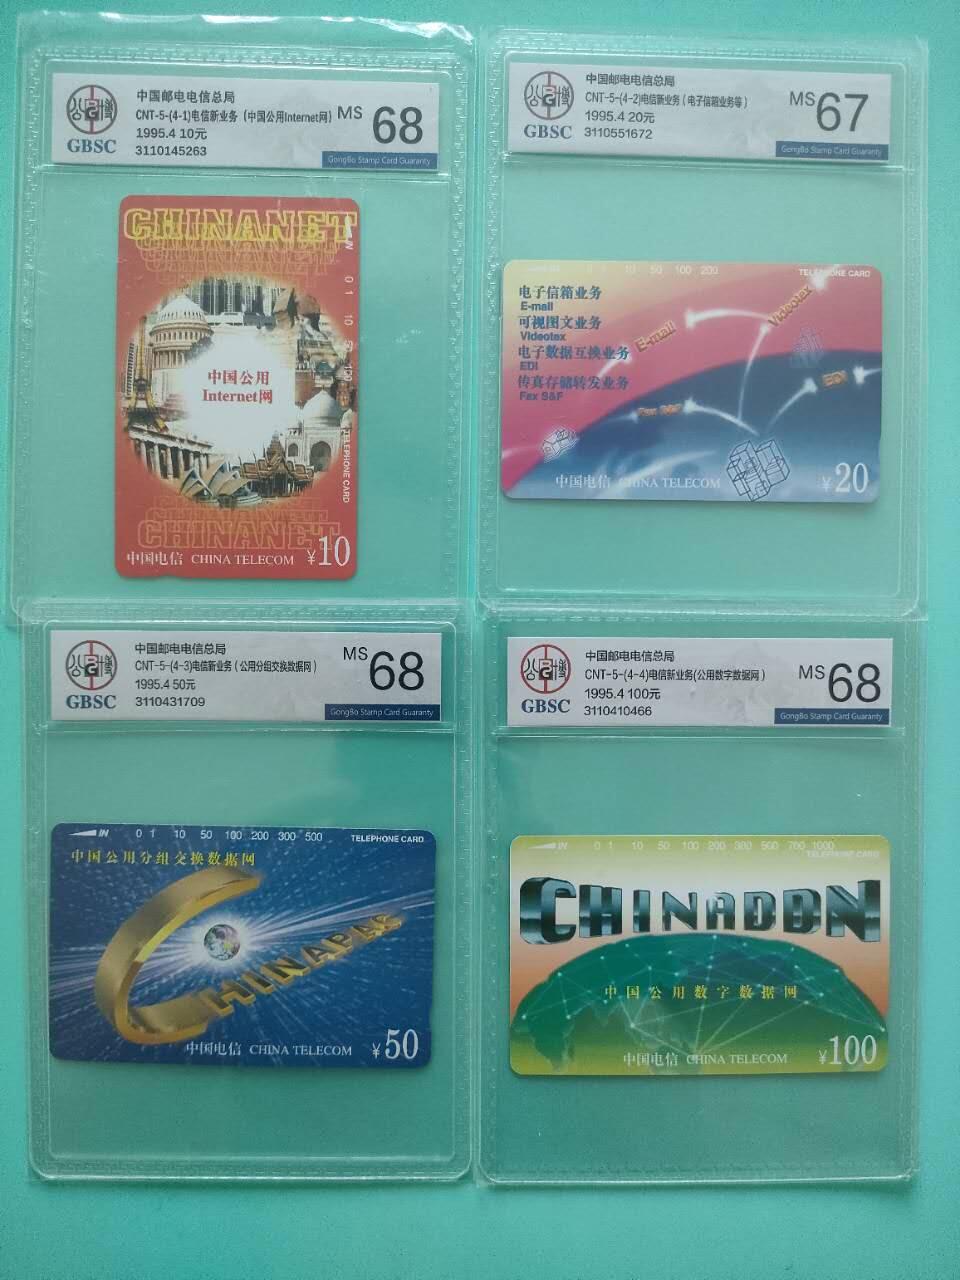 中国邮电电信总局
CNT-5-(4-1)电信新业务（中国公用Internet网）
1995.4 10元
3110145263
GBSC
MS 68
GongBo Stamp Card Guaranty
CHINANET
IN
0 1 10 50 100
TELEPHONE CARD
中国公用
Internet网
CHINANET
中国电信 CHINA TELECOM ¥10
中国邮电电信总局
CNT-5-(4-2)电信新业务（电子信箱业务等）
1995.4 20元
3110551672
GBSC
MS 67
GongBo Stamp Card Guaranty
0 1 10 50 100 200
TELEPHONE CARD
电子信箱业务
E-mail
可视图文业务
Videotex
电子数据互换业务
EDI
传真存储转发业务
Fax S&F
E-mail
Videotex
EDI
Fax S&F
中国电信 CHINA TELECOM ¥20
中国邮电电信总局
CNT-5-(4-3)电信新业务（公用分组交换数据网）
1995.4 50元
3110431709
GBSC
MS 68
GongBo Stamp Card Guaranty
IN 0 1 10 50 100 200 300 500 TELEPHONE CARD
中国公用分组交换数据网
CHINAPAC
中国电信 CHINA TELECOM ¥50
中国邮电电信总局
CNT-5-(4-4)电信新业务(公用数字数据网）
1995.4 100元
3110410466
GBSC
MS 68
GongBo Stamp Card Guaranty
IN 0 1 10 50 100 200 300 500 700 1000
TELEPHONE CARD
CHINADDN
中国公用数字数据网
中国电信 CHINA TELECOM ¥100